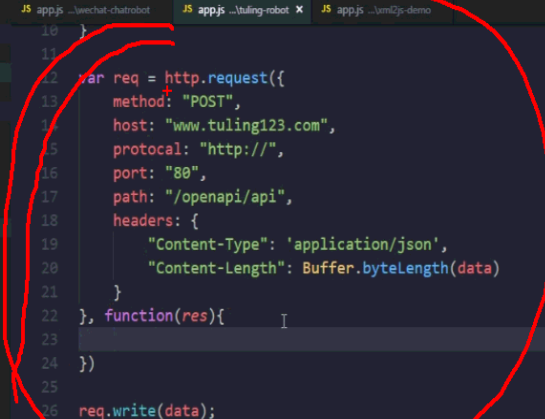 JS app.js ...\wechat-chatrobot JS app.js ...\tuling-robot × JS app.js ...\xml2js-demo
10 }
11
12 var req = http.request({
13 method: "POST",
14 host: "www.tuling123.com",
15 protocal: "http://",
16 port: "80",
17 path: "/openapi/api",
18 headers: {
19 "Content-Type": 'application/json',
20 "Content-Length": Buffer.byteLength(data)
21 }
22 }, function(res){
23
24 })
25
26 req.write(data);